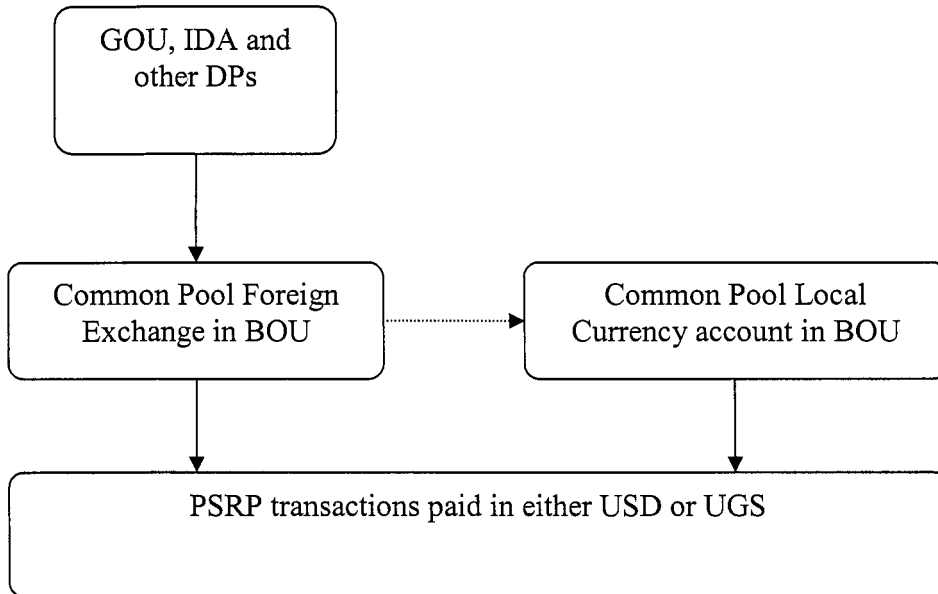 GOU, IDA and
other DPs
Common Pool Foreign
Exchange in BOU
Common Pool Local
Currency account in BOU
PSRP transactions paid in either USD or UGS